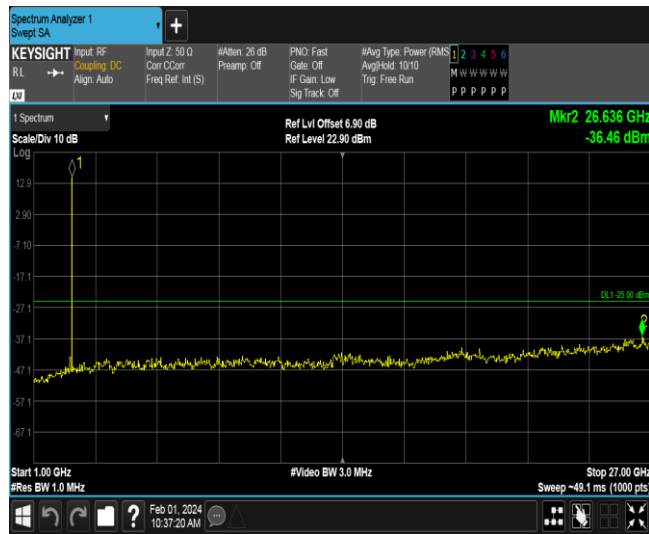 Spectrum Analyzer 1
Swept SA
KEYSIGHT
RL
LXI
Input: RF
Coupling: DC
Align: Auto
Input Z: 50 Ω
Corr CCorr
Freq Ref: Int (S)
#Atten: 26 dB
Preamp: Off
PNO: Fast
Gate: Off
IF Gain: Low
Sig Track: Off
#Avg Type: Power (RMS
Avg|Hold: 10/10
Trig: Free Run
1 2 3 4 5 6
M W W W W W
P P P P P P
1 Spectrum
Scale/Div 10 dB
Ref Lvl Offset 6.90 dB
Ref Level 22.90 dBm
Mkr2 26.636 GHz
-36.46 dBm
Log
1
12.9
2.90
-7.10
-17.1
DL1 -25.00 dBm
-27.1
2
-37.1
-47.1
-57.1
-67.1
Start 1.00 GHz
#Video BW 3.0 MHz
Stop 27.00 GHz
#Res BW 1.0 MHz
Sweep ~49.1 ms (1000 pts
?
Feb 01, 2024
10:37:20 AM